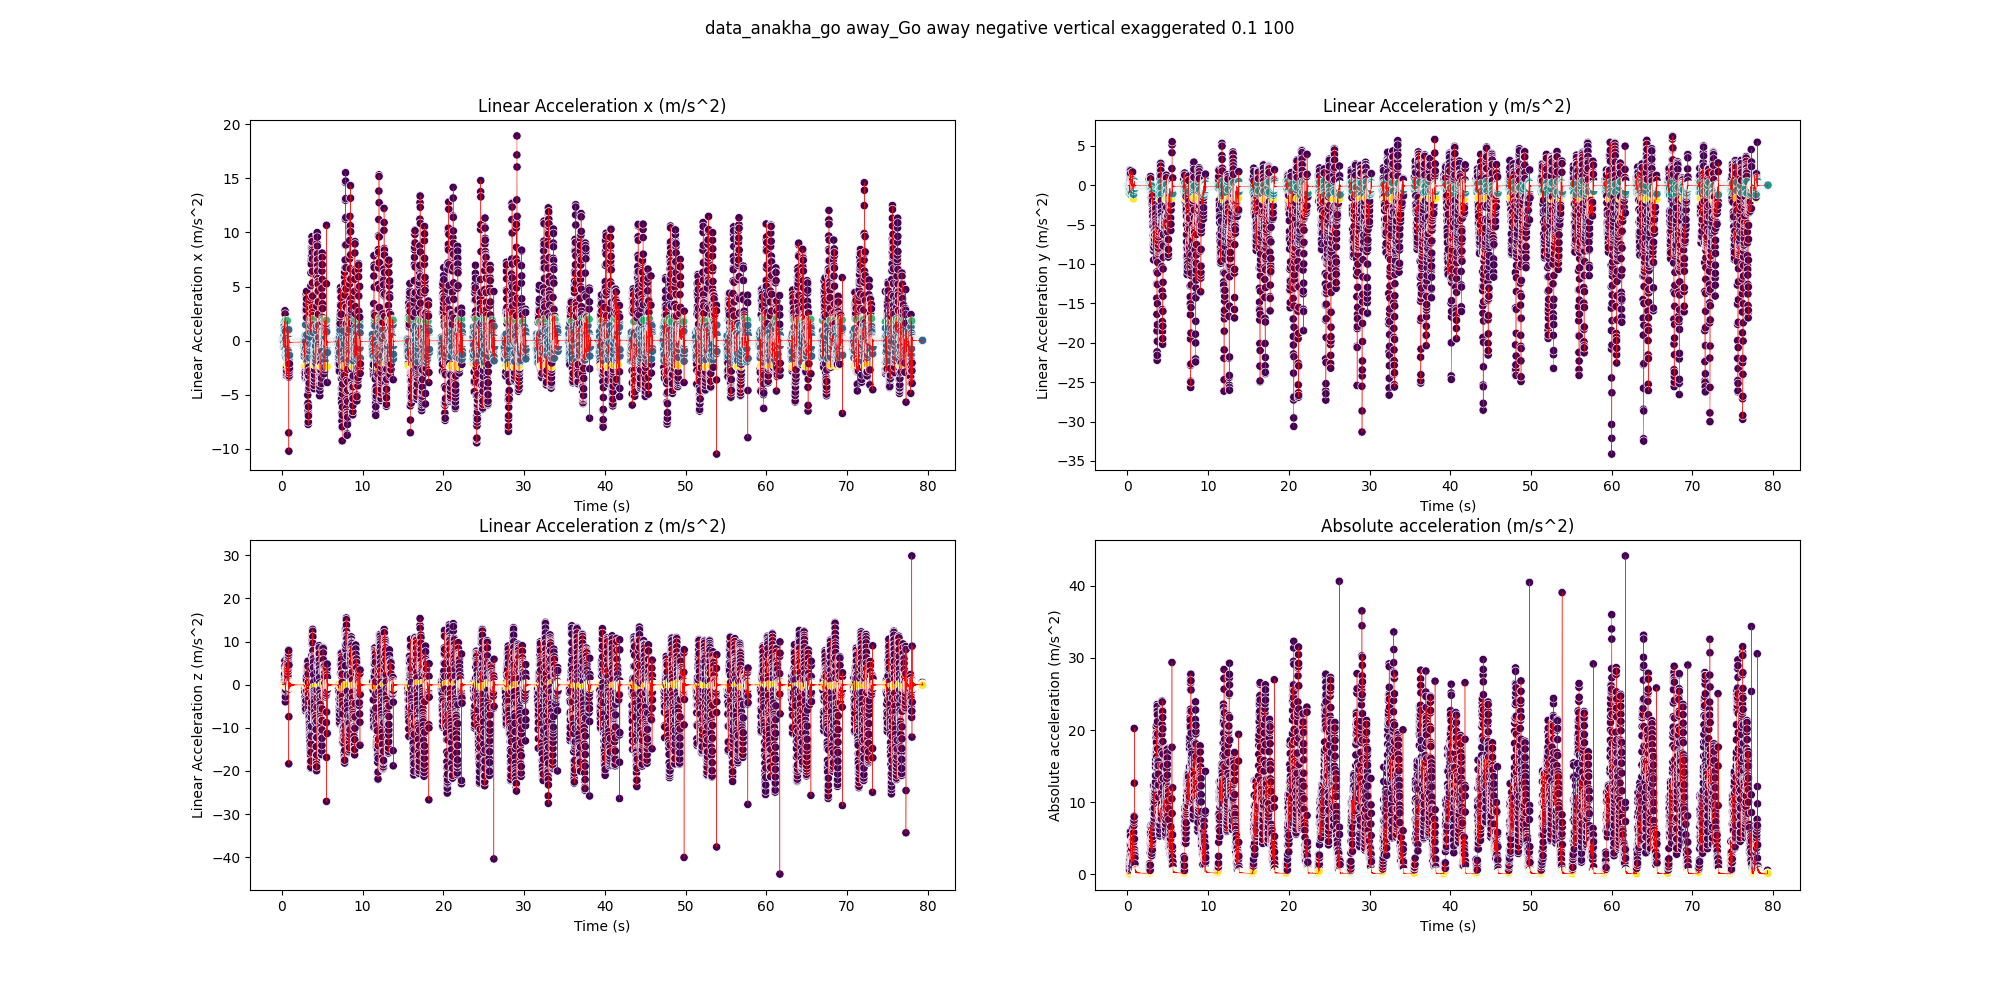 data_anakha_go away_Go away negative vertical exaggerated 0.1 100
Linear Acceleration x (m/s^2)
Linear Acceleration x (m/s^2)
20
15
10
5
0
−5
−10
0 10 20 30 40 50 60 70 80
Time (s)
Linear Acceleration y (m/s^2)
Linear Acceleration y (m/s^2)
5
0
−5
−10
−15
−20
−25
−30
−35
0 10 20 30 40 50 60 70 80
Time (s)
Linear Acceleration z (m/s^2)
Linear Acceleration z (m/s^2)
30
20
10
0
−10
−20
−30
−40
0 10 20 30 40 50 60 70 80
Time (s)
Absolute acceleration (m/s^2)
Absolute acceleration (m/s^2)
40
30
20
10
0
0 10 20 30 40 50 60 70 80
Time (s)